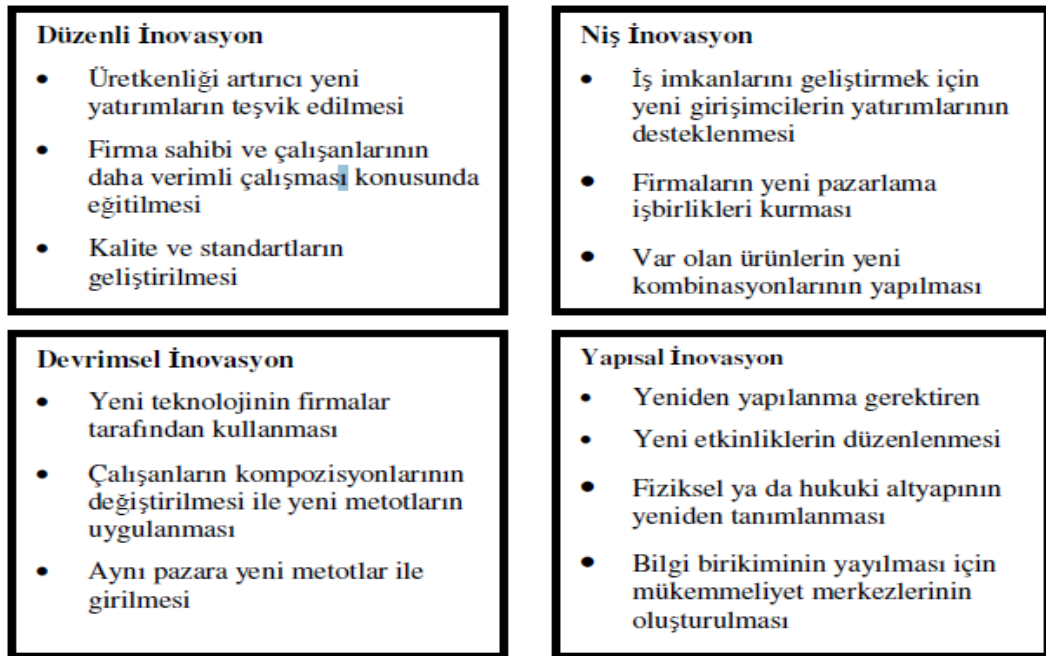 Düzenli İnovasyon
• Üretkenliği artırıcı yeni
yatırımların teşvik edilmesi
• Firma sahibi ve çalışanlarının
daha verimli çalışması konusunda
eğitilmesi
• Kalite ve standartların
geliştirilmesi
Niş İnovasyon
• İş imkanlarını geliştirmek için
yeni girişimcilerin yatırımlarının
desteklenmesi
• Firmaların yeni pazarlama
işbirlikleri kurması
• Var olan ürünlerin yeni
kombinasyonlarının yapılması
Devrimsel İnovasyon
• Yeni teknolojinin firmalar
tarafından kullanması
• Çalışanların kompozisyonlarının
değiştirilmesi ile yeni metotların
uygulanması
• Aynı pazara yeni metotlar ile
girilmesi
Yapısal İnovasyon
• Yeniden yapılanma gerektiren
• Yeni etkinliklerin düzenlenmesi
• Fiziksel ya da hukuki altyapının
yeniden tanımlanması
• Bilgi birikiminin yayılması için
mükemmeliyet merkezlerinin
oluşturulması